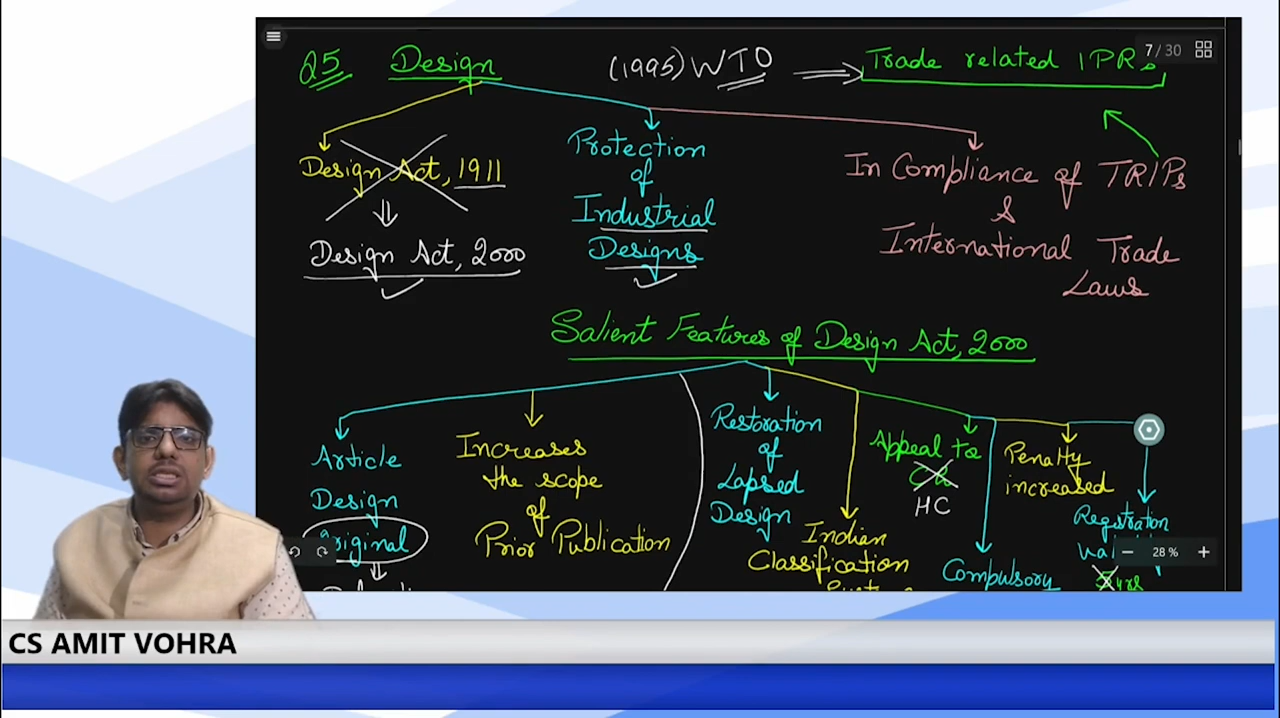 Q5 Design (1995) WTO ⟹ Trade related IPRs
7 / 30
Design Act, 1911
⇓
Design Act, 2000
Protection
of
Industrial
Designs
In Compliance of TRIPs
&
International Trade
Laws
Salient Features of Design Act, 2000
Article
Design
Original
Increases
the scope
of
Prior Publication
Restoration
of
Lapsed
Design
Indian
Classification
Appeal to
HC
Compulsory
Penalty
increased
Registration
5 yrs
28 %
CS AMIT VOHRA